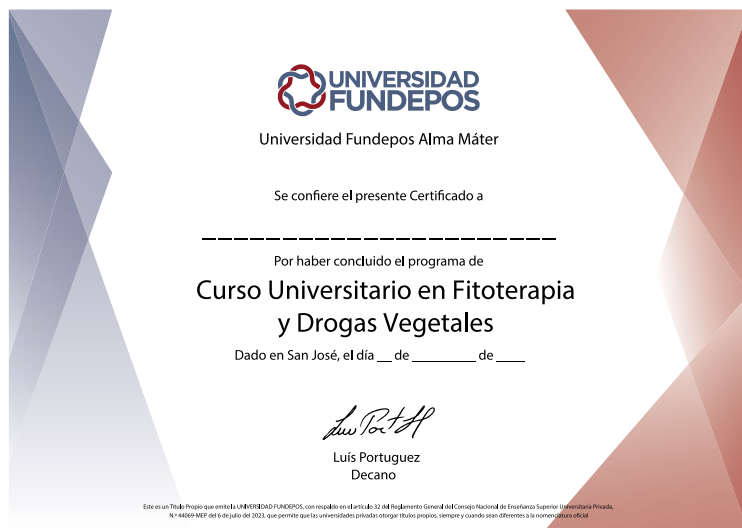 UNIVERSIDAD
FUNDEPOS
Universidad Fundepos Alma Máter
Se confiere el presente Certificado a
_ _ _ _ _ _ _ _ _ _ _ _ _ _ _ _ _ _ _ _ _ _
Por haber concluido el programa de
Curso Universitario en Fitoterapia
y Drogas Vegetales
Dado en San José, el día __ de ________ de ____
Luís Portuguez
Decano
Este es un Título Propio que emite la UNIVERSIDAD FUNDEPOS, con respaldo en el artículo 32 del Reglamento General del Consejo Nacional de Enseñanza Superior Universitaria Privada,
N.º 44069-MEP del 6 de julio del 2023, que permite que las universidades privadas otorgar títulos propios, siempre y cuando sean diferentes a la nomenclatura oficial